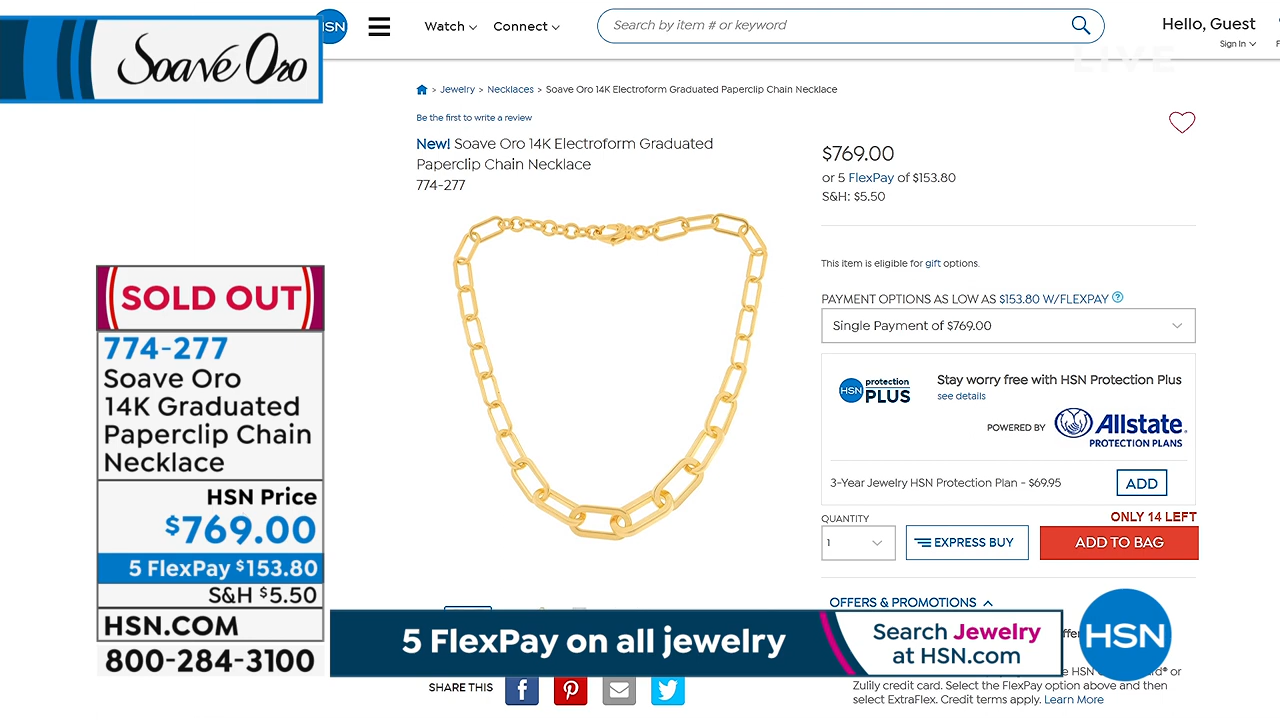 Soave Oro
HSN
Watch
Connect
Search by item # or keyword
Hello, Guest
Sign In
LIVE
> Jewelry > Necklaces > Soave Oro 14K Electroform Graduated Paperclip Chain Necklace
Be the first to write a review
New! Soave Oro 14K Electroform Graduated
Paperclip Chain Necklace
774-277
$769.00
or 5 FlexPay of $153.80
S&H: $5.50
This item is eligible for gift options.
PAYMENT OPTIONS AS LOW AS $153.80 W/FLEXPAY ?
Single Payment of $769.00
HSN protection PLUS
Stay worry free with HSN Protection Plus
see details
POWERED BY Allstate.
PROTECTION PLANS
3-Year Jewelry HSN Protection Plan - $69.95
ADD
ONLY 14 LEFT
QUANTITY
1
EXPRESS BUY
ADD TO BAG
OFFERS & PROMOTIONS
SOLD OUT
774-277
Soave Oro
14K Graduated
Paperclip Chain
Necklace
HSN Price
$769.00
5 FlexPay $153.80
S&H $5.50
HSN.COM
800-284-3100
5 FlexPay on all jewelry
Search Jewelry
at HSN.com
HSN
HSN
or
Zulily credit card. Select the FlexPay option above and then
select ExtraFlex. Credit terms apply. Learn More
SHARE THIS